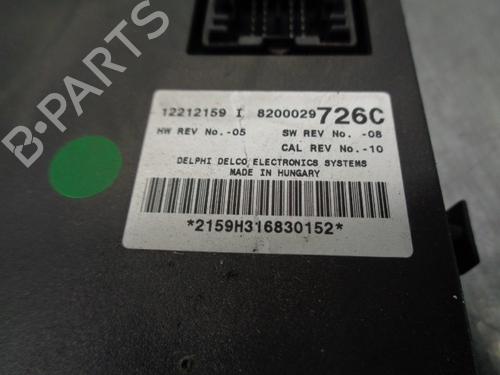 12212159 I 8200029726C
HW REV No.-05 SW REV No. -08
CAL REV No.-10
DELPHI DELCO ELECTRONICS SYSTEMS
MADE IN HUNGARY
*2159H316830152*
B-PARTS